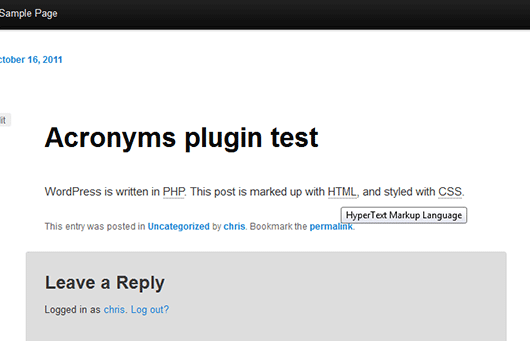 Sample Page
ctober 16, 2011
it
Acronyms plugin test
WordPress is written in PHP. This post is marked up with HTML, and styled with CSS.
HyperText Markup Language
This entry was posted in Uncategorized by chris. Bookmark the permalink.
Leave a Reply
Logged in as chris. Log out?